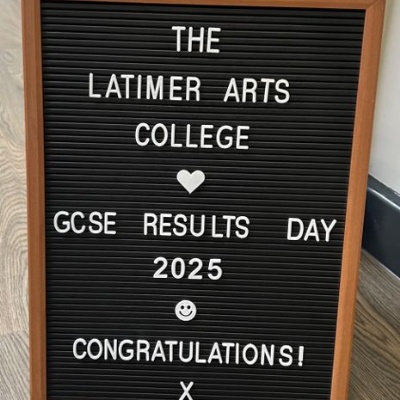 THE
LATIMER ARTS
COLLEGE
♥
GCSE RESULTS DAY
2025
☻
CONGRATULATIONS!
X